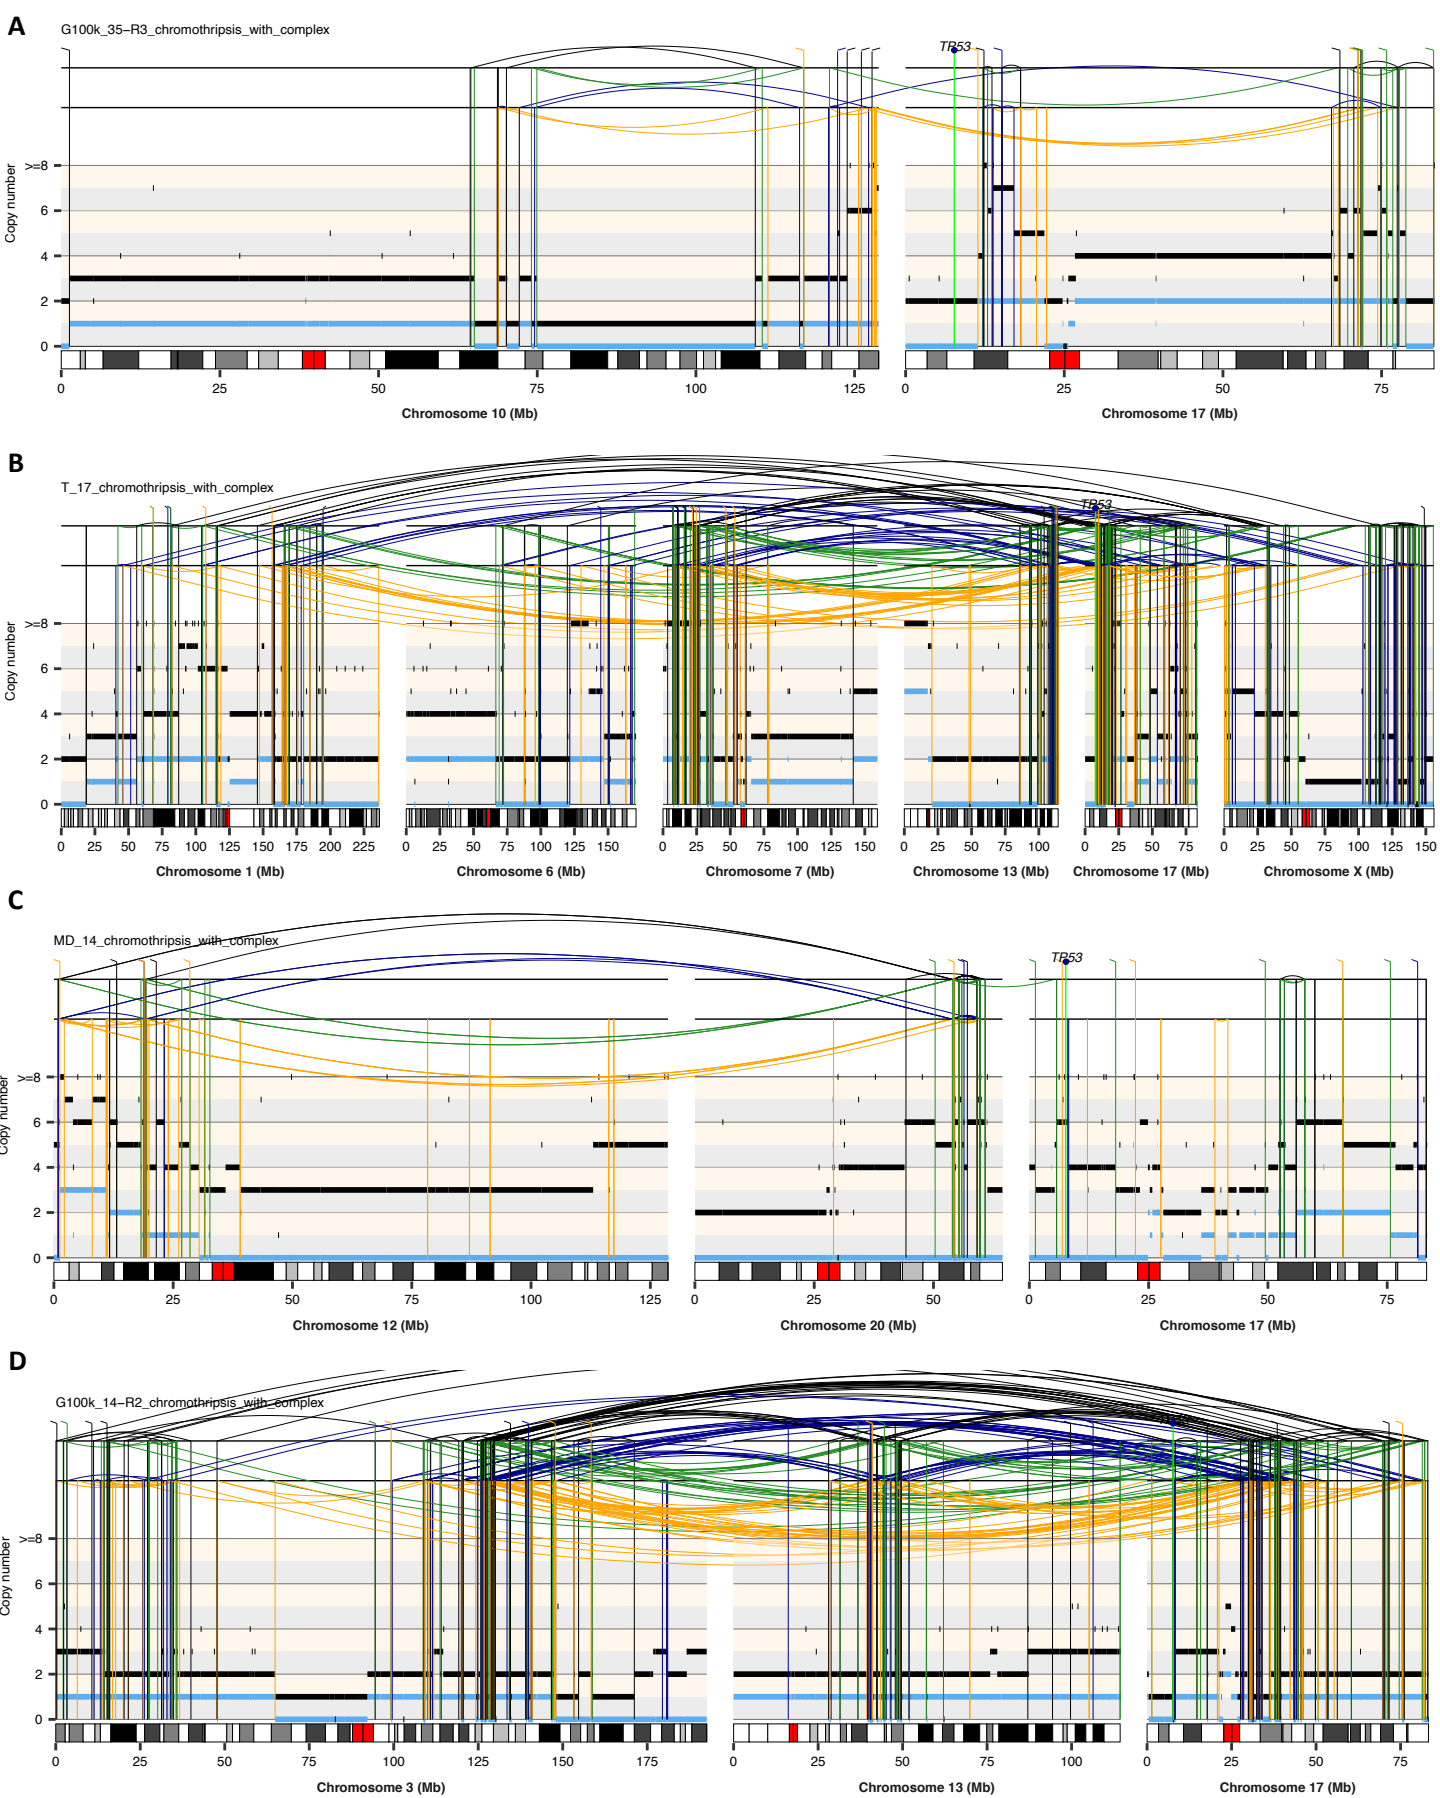 A
G100k_35−R3_chromothripsis_with_complex
TP53
Copy number
>=8
6
4
2
0
0 25 50 75 100 125
0 25 50 75
Chromosome 10 (Mb)
Chromosome 17 (Mb)
B
T_17_chromothripsis_with_complex
TP53
Copy number
>=8
6
4
2
0
0 25 50 75 100 125 150 175 200 225
0 25 50 75 100 125 150
0 25 50 75 100 125 150
0 25 50 75 100
0 25 50 75
0 25 50 75 100 125 150
Chromosome 1 (Mb)
Chromosome 6 (Mb)
Chromosome 7 (Mb)
Chromosome 13 (Mb)
Chromosome 17 (Mb)
Chromosome X (Mb)
C
MD_14_chromothripsis_with_complex
TP53
Copy number
>=8
6
4
2
0
0 25 50 75 100 125
0 25 50
0 25 50 75
Chromosome 12 (Mb)
Chromosome 20 (Mb)
Chromosome 17 (Mb)
D
G100k_14−R2_chromothripsis_with_complex
Copy number
>=8
6
4
2
0
0 25 50 75 100 125 150 175
0 25 50 75 100
0 25 50 75
Chromosome 3 (Mb)
Chromosome 13 (Mb)
Chromosome 17 (Mb)